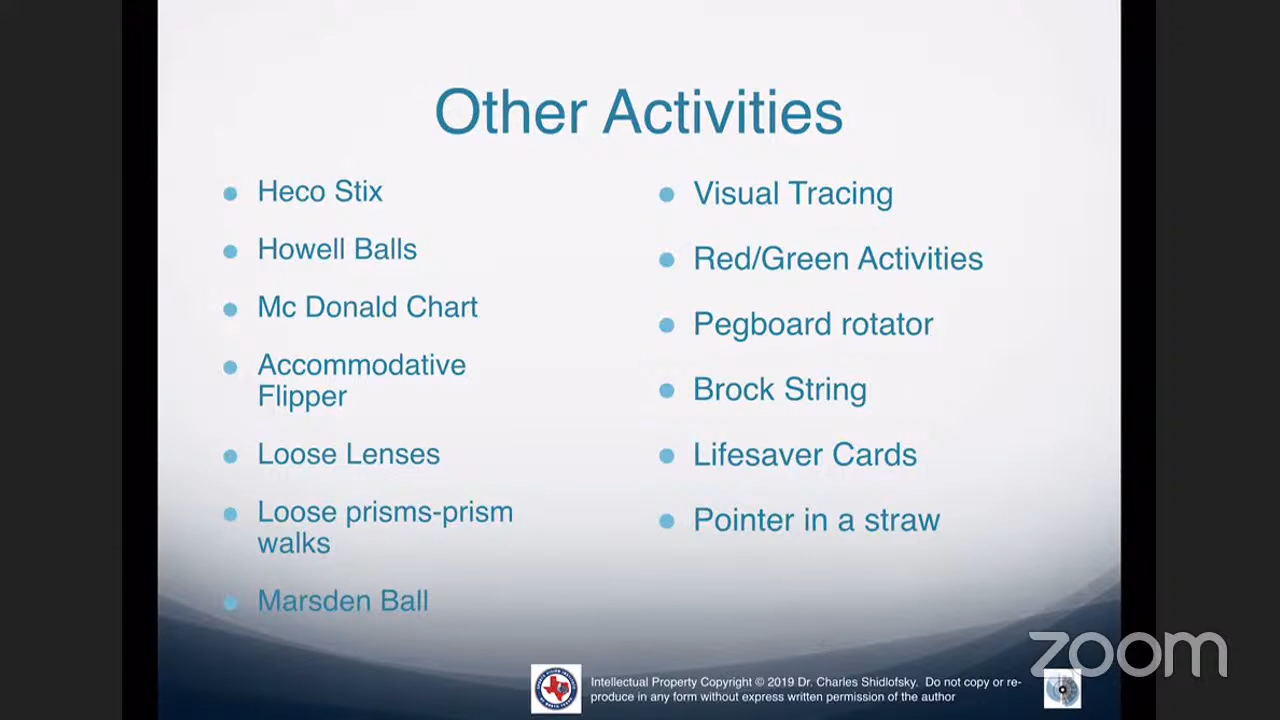 Other Activities
Heco Stix
Howell Balls
Mc Donald Chart
Accommodative
Flipper
Loose Lenses
Loose prisms-prism
walks
Marsden Ball
Visual Tracing
Red/Green Activities
Pegboard rotator
Brock String
Lifesaver Cards
Pointer in a straw
Intellectual Property Copyright © 2019 Dr. Charles Shidlofsky. Do not copy or re-
produce in any form without express written permission of the author
zoom